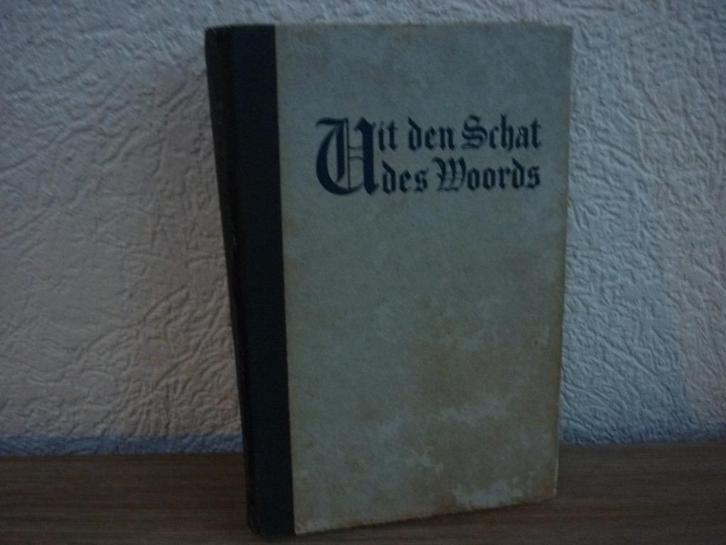 Uit den Schat
des Woords